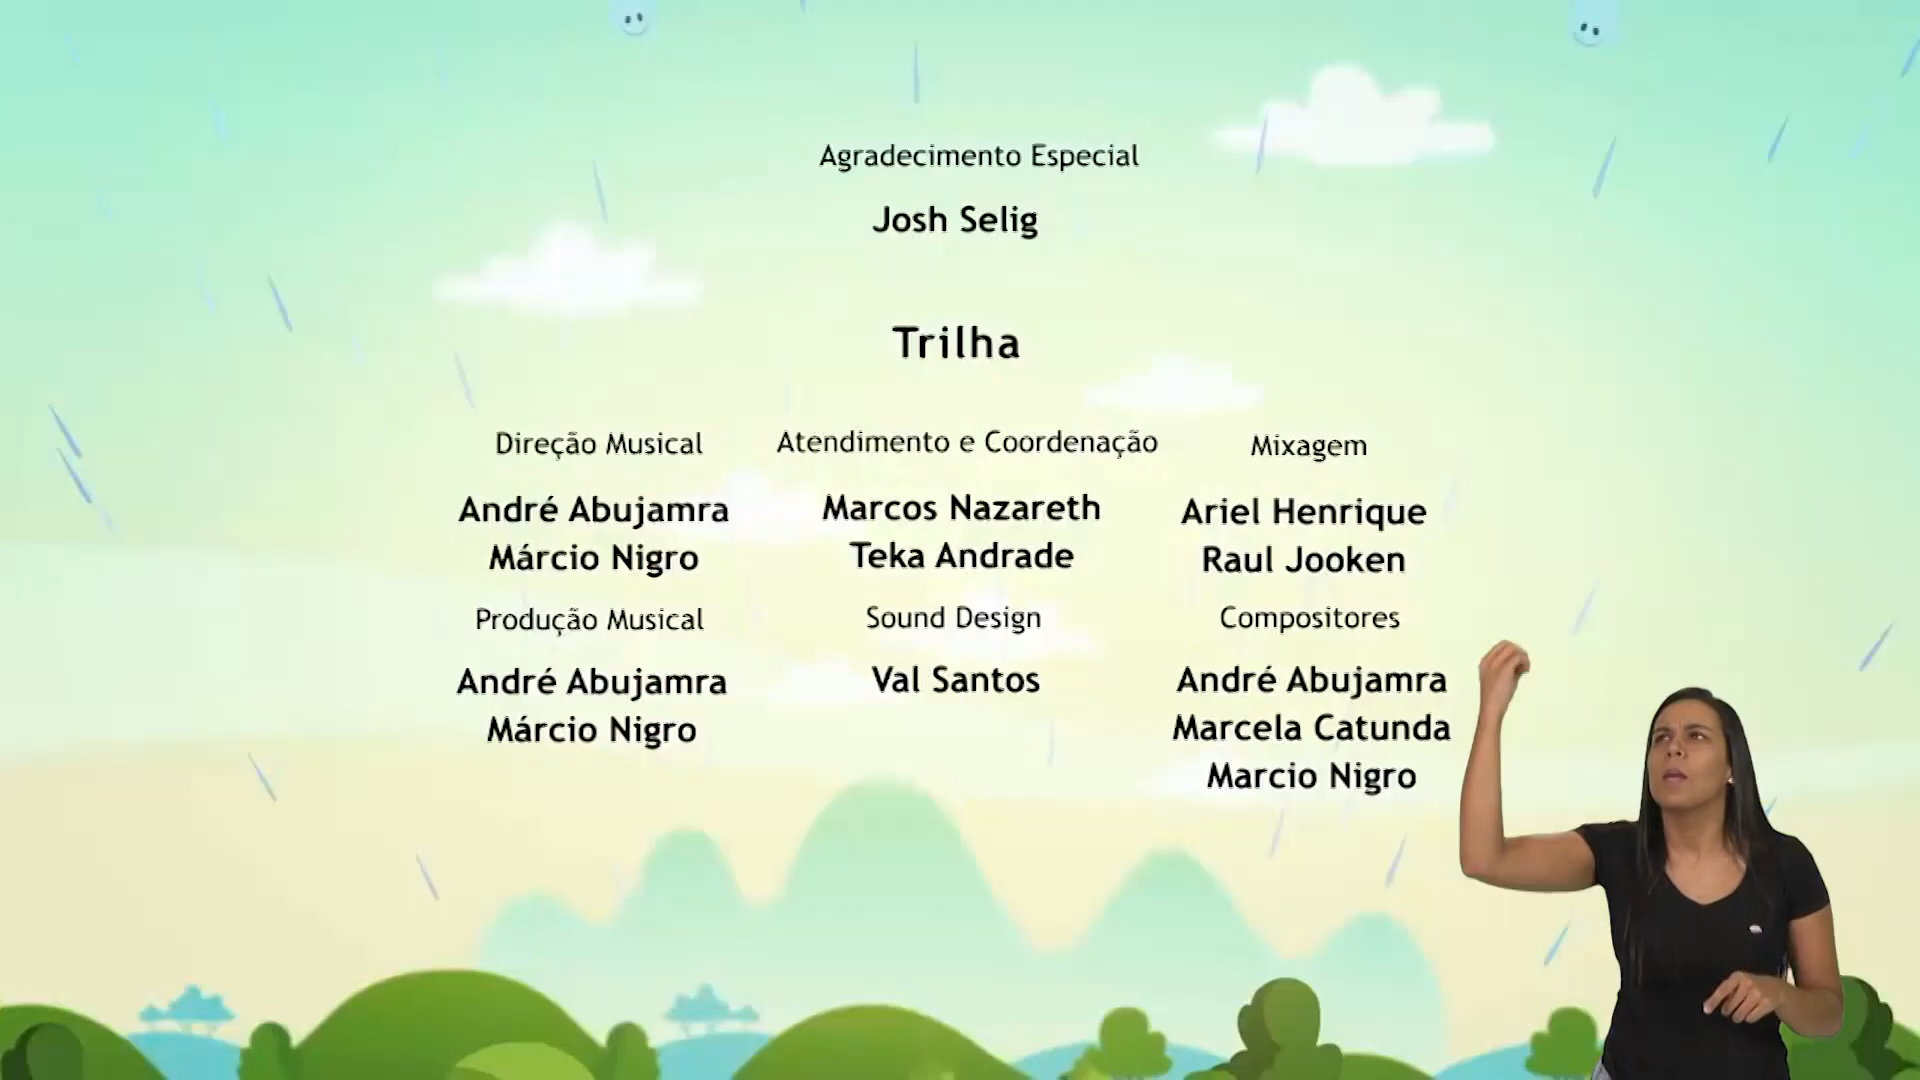 Agradecimento Especial
Josh Selig
Trilha
Direção Musical
André Abujamra
Márcio Nigro
Atendimento e Coordenação
Marcos Nazareth
Teka Andrade
Mixagem
Ariel Henrique
Raul Jooken
Produção Musical
André Abujamra
Márcio Nigro
Sound Design
Val Santos
Compositores
André Abujamra
Marcela Catunda
Marcio Nigro